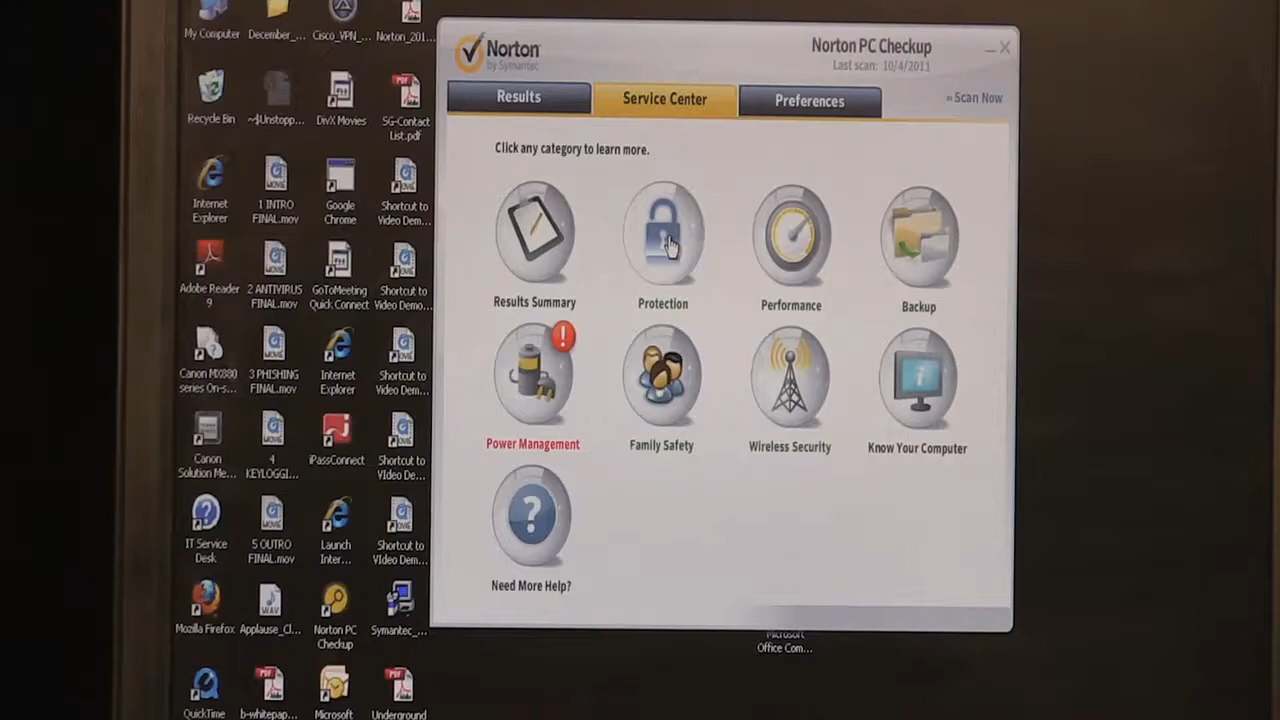 My Computer
December_...
Cisco_VPN_...
Norton_201...
Recycle Bin
~$Unstopp...
DivX Movies
SG-Contact
List.pdf
Internet
Explorer
1 INTRO
FINAL.mov
Google
Chrome
Shortcut to
Video Dem...
Adobe Reader
9
2 ANTIVIRUS
FINAL.mov
GoToMeeting
Quick Connect
Shortcut to
Video Demo...
Canon MX880
series On-s...
3 PHISHING
FINAL.mov
Internet
Explorer
Shortcut to
Video De...
Canon
Solution Me...
4
KEYLOGGI...
iPassConnect
Shortcut to
Video De...
IT Service
Desk
5 OUTRO
FINAL.mov
Launch
Inter...
Shortcut to
Video De...
Mozilla Firefox
Applause_Cl...
Norton PC
Checkup
Symantec_...
QuickTime
b-whitepap...
Microsoft
Underground
Norton
by Symantec
Norton PC Checkup
Last scan: 10/4/2011
Results
Service Center
Preferences
» Scan Now
Click any category to learn more.
Results Summary
Protection
Performance
Backup
Power Management
Family Safety
Wireless Security
Know Your Computer
Need More Help?
Microsoft
Office Com...